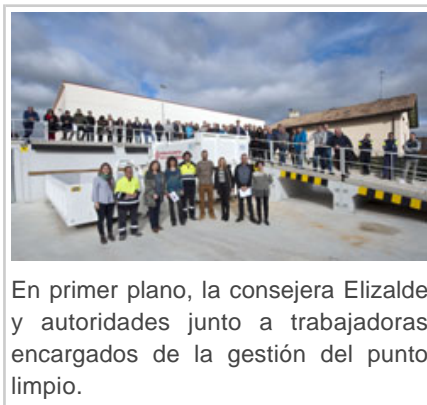 En primer plano, la consejera Elizalde
y autoridades junto a trabajadoras
encargados de la gestión del punto
limpio.